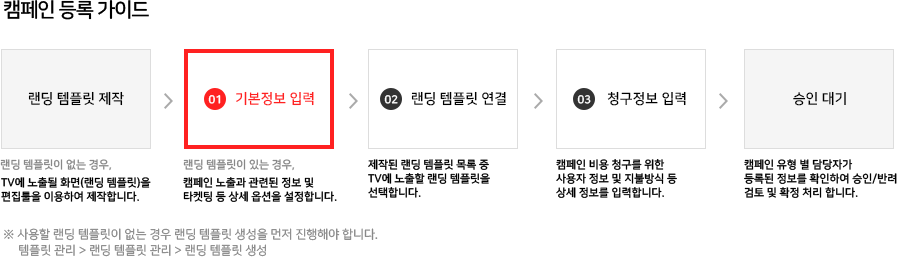 캠페인 등록 가이드
랜딩 템플릿 제작
01 기본정보 입력
02 랜딩 템플릿 연결
03 청구정보 입력
승인 대기
랜딩 템플릿이 없는 경우,
TV에 노출될 화면(랜딩 템플릿)을
편집툴을 이용하여 제작합니다.
랜딩 템플릿이 있는 경우,
캠페인 노출과 관련된 정보 및
타켓팅 등 상세 옵션을 설정합니다.
제작된 랜딩 템플릿 목록 중
TV에 노출할 랜딩 템플릿을
선택합니다.
캠페인 비용 청구를 위한
사용자 정보 및 지불방식 등
상세 정보를 입력합니다.
캠페인 유형 별 담당자가
등록된 정보를 확인하여 승인/반려
검토 및 확정 처리 합니다.
※ 사용할 랜딩 템플릿이 없는 경우 랜딩 템플릿 생성을 먼저 진행해야 합니다.
템플릿 관리 > 랜딩 템플릿 관리 > 랜딩 템플릿 생성